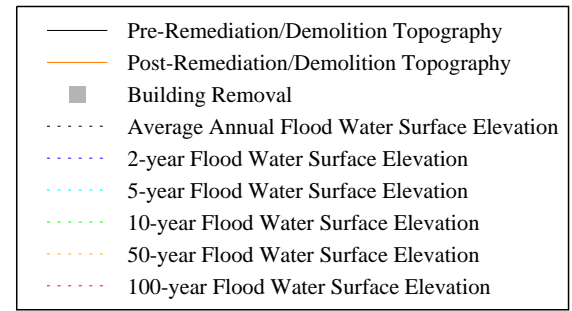 Pre-Remediation/Demolition Topography
Post-Remediation/Demolition Topography
Building Removal
Average Annual Flood Water Surface Elevation
2-year Flood Water Surface Elevation
5-year Flood Water Surface Elevation
10-year Flood Water Surface Elevation
50-year Flood Water Surface Elevation
100-year Flood Water Surface Elevation